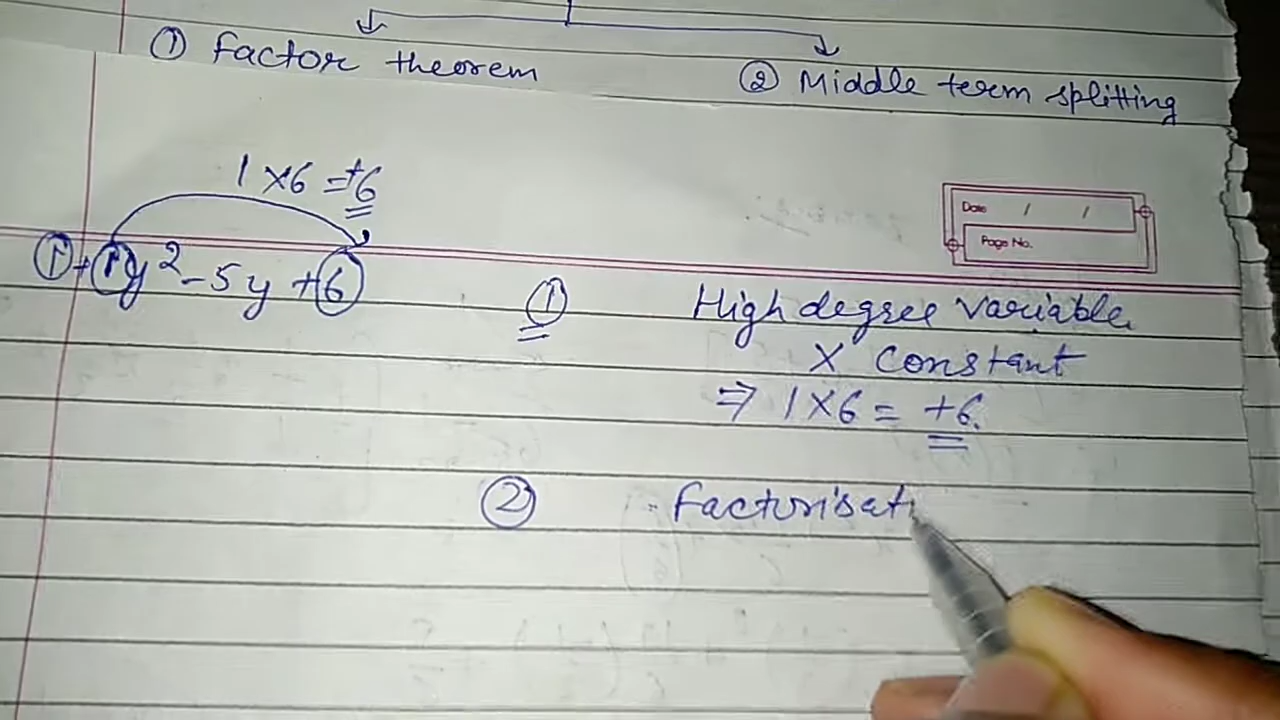 ① factor theorem
② Middle term splitting
1 × 6 = +6
Date / /
Page No.
① + 1y² - 5y + 6
① High degree variable
× constant
⇒ 1 × 6 = +6.
② Factorisati